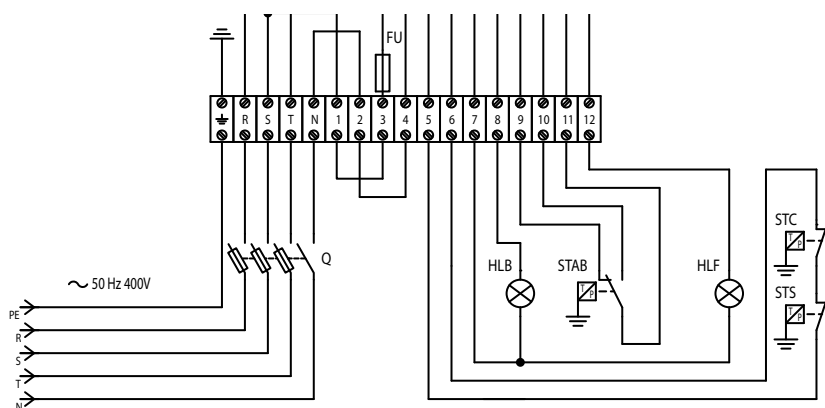 FU
R S T N 1 2 3 4 5 6 7 8 9 10 11 12
STC
T P
Q
HLB STAB HLF
50 Hz 400V
T P
STS
T P
PE
R
S
T
N